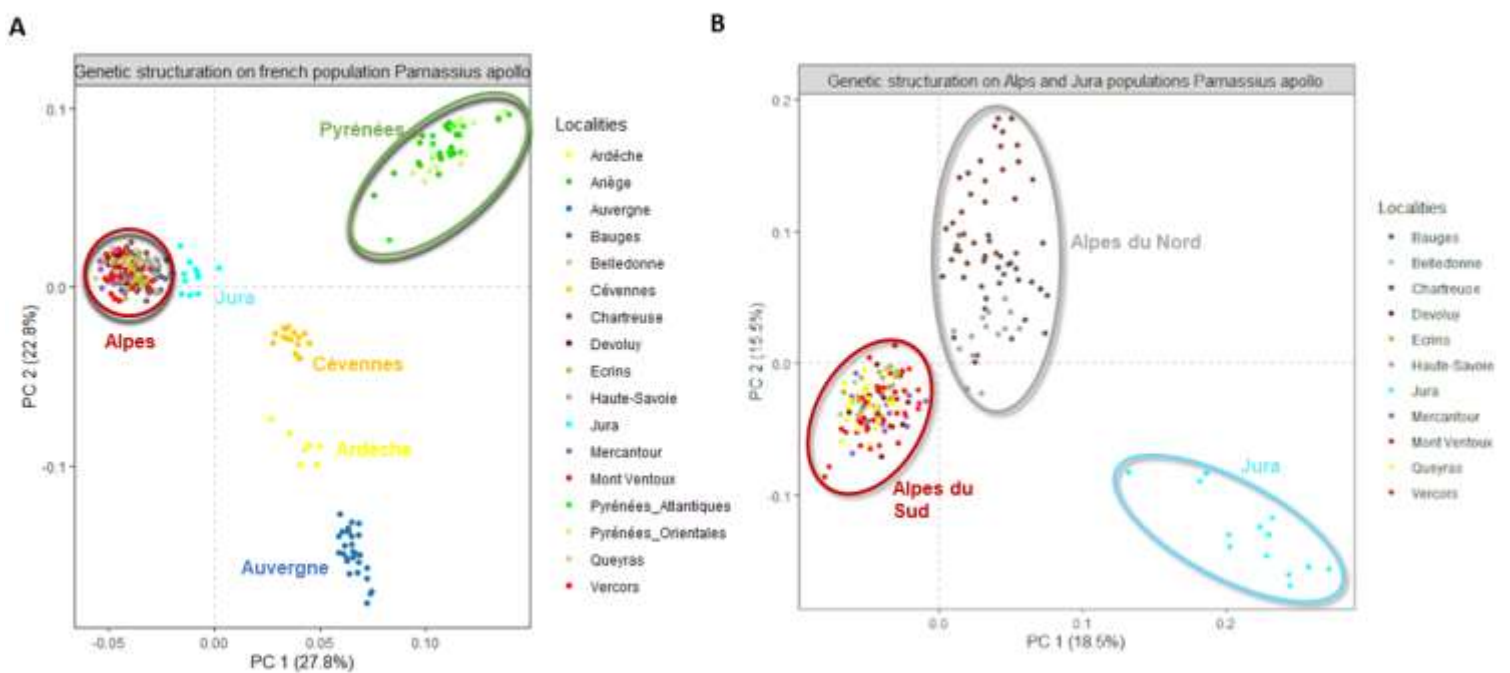 A
Genetic structuration on french population Parnassius apollo
0.1
0.0
-0.1
PC 2 (22.8%)
-0.05
0.00
0.05
0.10
PC 1 (27.8%)
Pyrénées
Alpes
Jura
Cévennes
Ardèche
Auvergne
Localities
Ardèche
Ariège
Auvergne
Bauges
Belledonne
Cévennes
Chartreuse
Devoluy
Ecrins
Haute-Savoie
Jura
Mercantour
Mont Ventoux
Pyrénées_Atlantiques
Pyrénées_Orientales
Queyras
Vercors
B
Genetic structuration on Alps and Jura populations Parnassius apollo
0.2
0.1
0.0
-0.1
PC 2 (15.5%)
0.0
0.1
0.2
PC 1 (18.5%)
Alpes du Nord
Alpes du
Sud
Jura
Localities
Bauges
Belledonne
Chartreuse
Devoluy
Ecrins
Haute-Savoie
Jura
Mercantour
Mont Ventoux
Queyras
Vercors